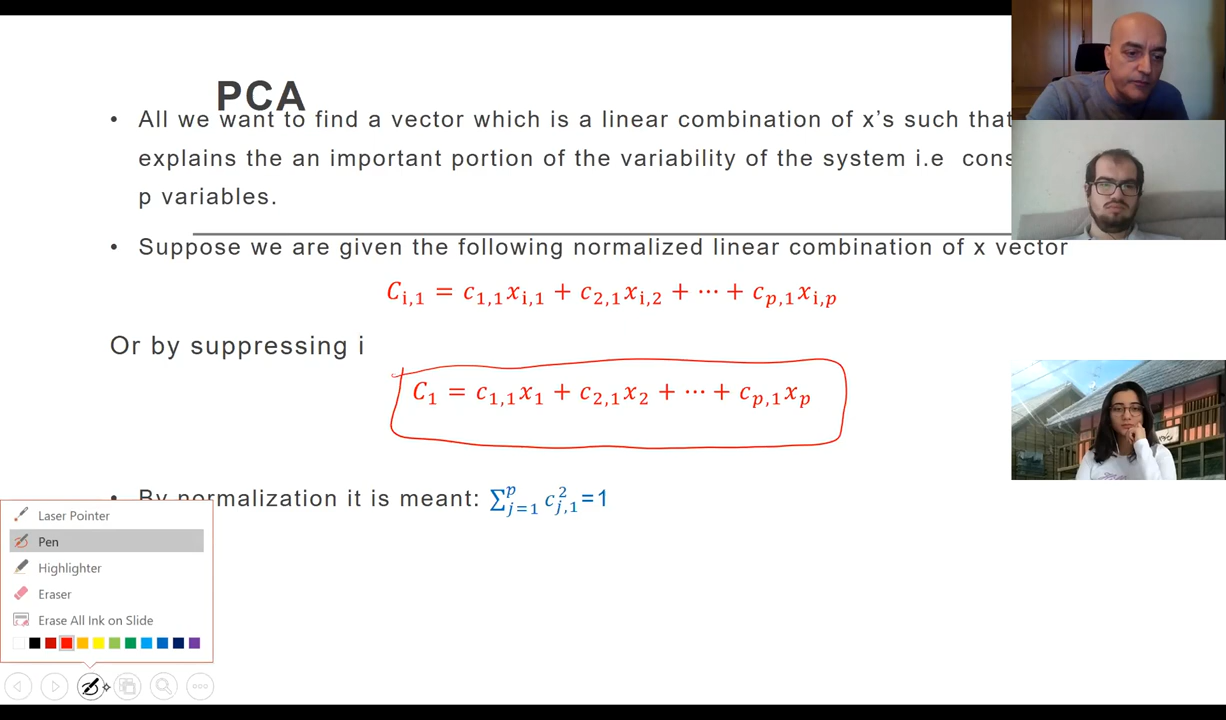 PCA
• All we want to find a vector which is a linear combination of x's such that
explains the an important portion of the variability of the system i.e cons
p variables.
• Suppose we are given the following normalized linear combination of x vector
C_{i,1} = c_{1,1}x_{i,1} + c_{2,1}x_{i,2} + ⋯ + c_{p,1}x_{i,p}
Or by suppressing i
C_1 = c_{1,1}x_1 + c_{2,1}x_2 + ⋯ + c_{p,1}x_p
• By normalization it is meant: ∑_{j=1}^{p} c_{j,1}^2=1
Laser Pointer
Pen
Highlighter
Eraser
Erase All Ink on Slide